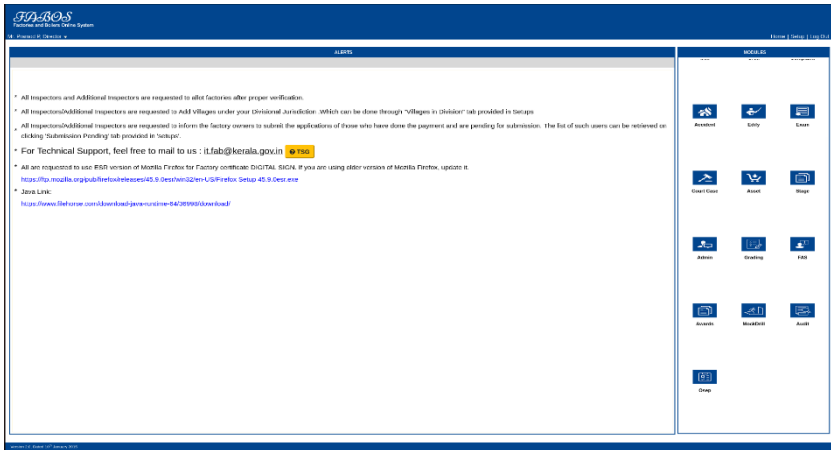 FABOS
Factories and Boilers Online System
Home | Setup | Log Out
ALERTS
MODULES
* All Inspectors and Additional Inspectors are requested to allot factories after proper verification.
* All Inspectors/Additional Inspectors are requested to Add Villages under your Divisional Jurisdiction .Which can be done through "Villages in Division" tab provided in Setups
* All Inspectors/Additional Inspectors are requested to inform the factory owners to submit the applications of those who have done the payment and are pending for submission. The list of such users can be retrieved on
clicking 'Submission Pending' tab provided in 'setups'.
* For Technical Support, feel free to mail to us : it.fab@kerala.gov.in TSG
* All are requested to use ESR version of Mozilla Firefox for Factory certificate DIGITAL SIGN. If you are using older version of Mozilla Firefox, update it.
https://ftp.mozilla.org/pub/firefox/releases/45.9.0esr/win32/en-US/Firefox Setup 45.9.0esr.exe
* Java Link:
https://www.filehorse.com/download-java-runtime-64/36998/download/
Accident Eddy Exam
Court Case Asset Stage
Admin Grading FAS
Awards MockDrill Audit
Osep